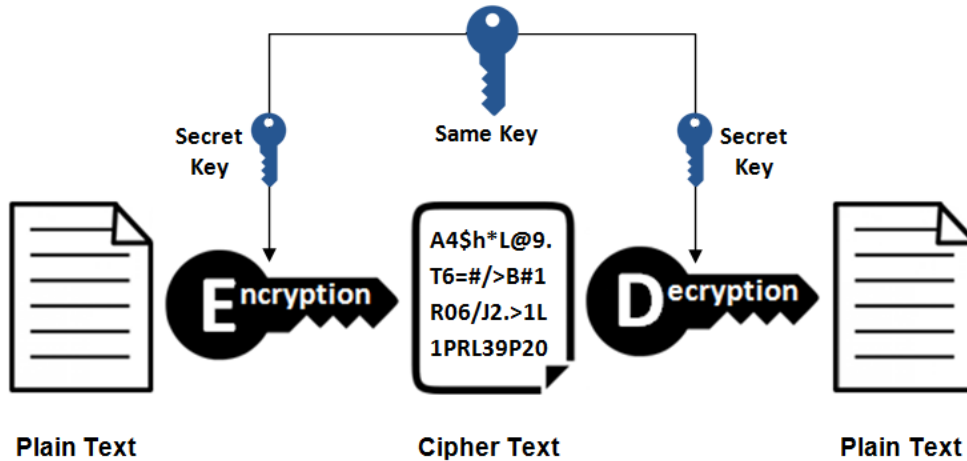 Same Key
Secret
Key
Secret
Key
Encryption
A4$h*L@9.
T6=#/>B#1
R06/J2.>1L
1PRL39P20
Decryption
Plain Text
Cipher Text
Plain Text